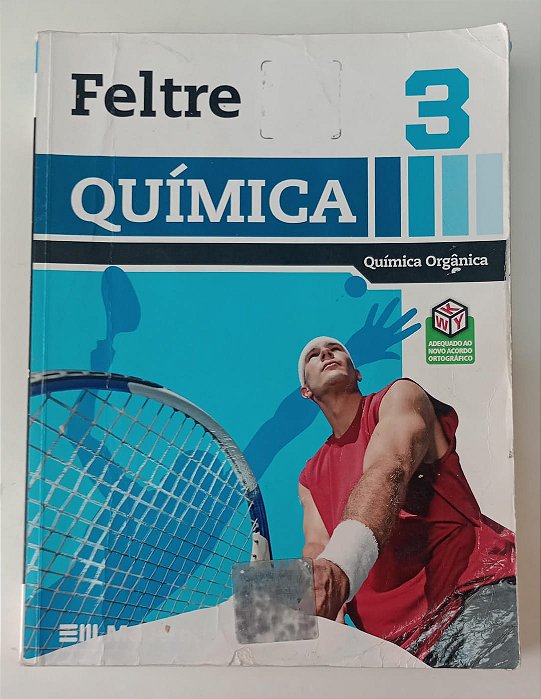 Feltre
3
QUÍMICA
Química Orgânica
K
W Y
ADEQUADO AO
NOVO ACORDO
ORTOGRÁFICO